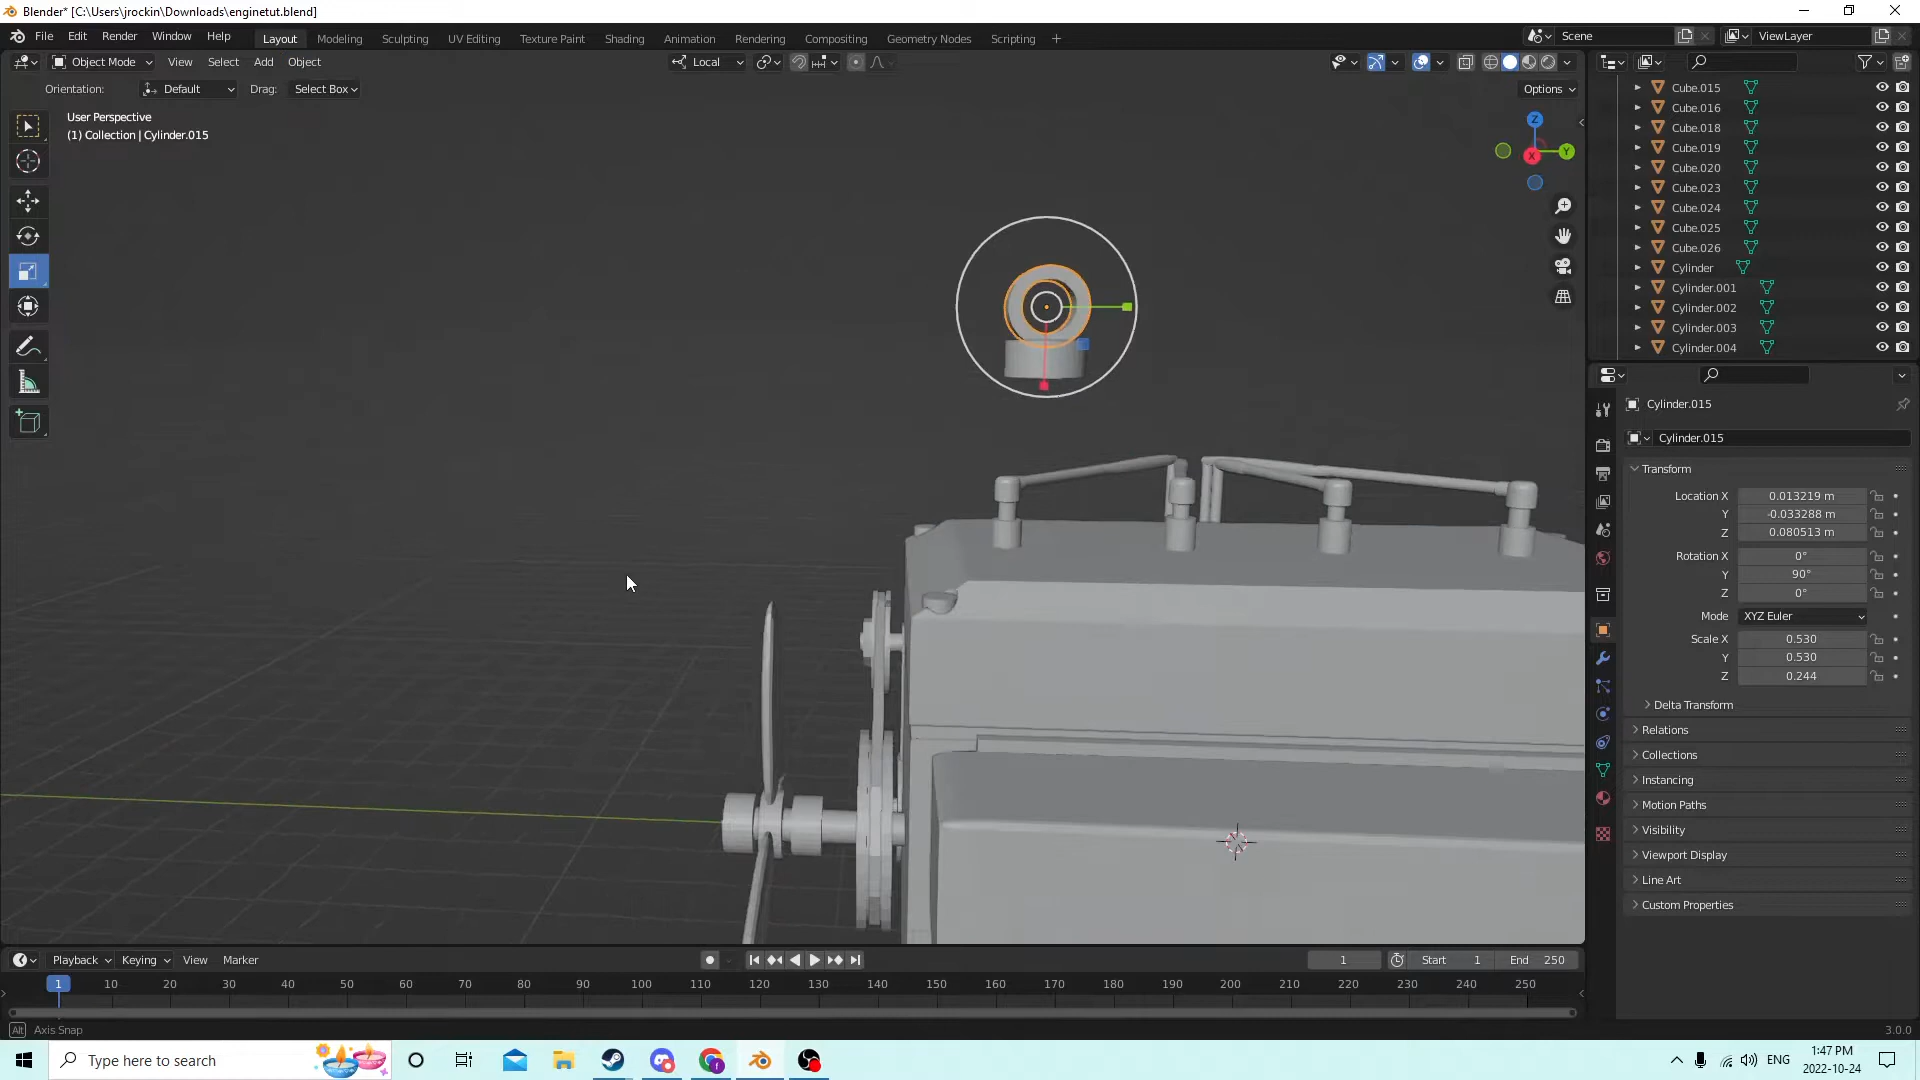 Blender* [C:\Users\jrockin\Downloads\enginetut.blend]
File Edit Render Window Help Layout Modeling Sculpting UV Editing Texture Paint Shading Animation Rendering Compositing Geometry Nodes Scripting + Scene ViewLayer
Object Mode View Select Add Object Local
Orientation: Default Drag: Select Box Options
User Perspective
(1) Collection | Cylinder.015
Z
Y
X
Cube.015
Cube.016
Cube.018
Cube.019
Cube.020
Cube.023
Cube.024
Cube.025
Cube.026
Cylinder
Cylinder.001
Cylinder.002
Cylinder.003
Cylinder.004
Cylinder.015
Cylinder.015
Transform
Location X 0.013219 m
Y -0.033288 m
Z 0.080513 m
Rotation X 0°
Y 90°
Z 0°
Mode XYZ Euler
Scale X 0.530
Y 0.530
Z 0.244
Delta Transform
Relations
Collections
Instancing
Motion Paths
Visibility
Viewport Display
Line Art
Custom Properties
Playback Keying View Marker 1 Start 1 End 250
1 10 20 30 40 50 60 70 80 90 100 110 120 130 140 150 160 170 180 190 200 210 220 230 240 250
Alt Axis Snap 3.0.0
Type here to search ENG 1:47 PM
2022-10-24